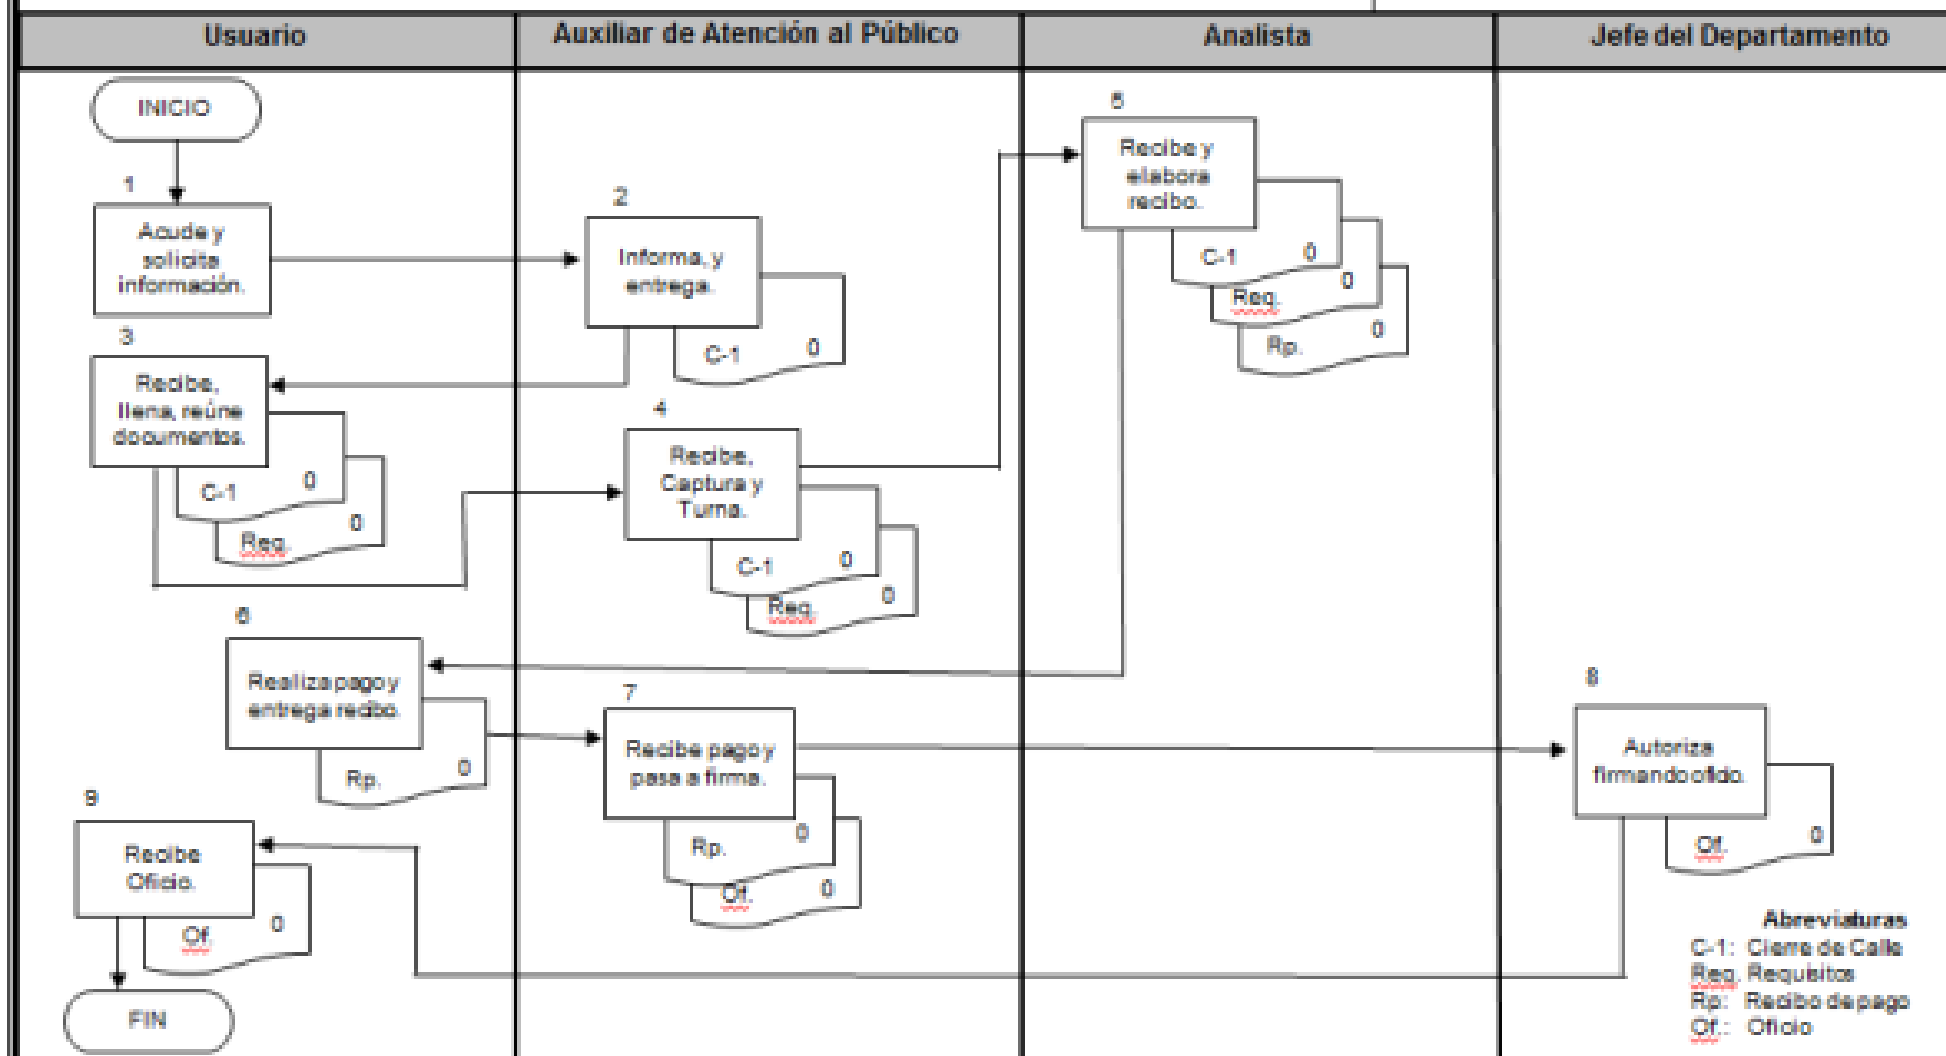 Usuario
Auxiliar de Atención al Público
Analista
Jefe del Departamento
INICIO
1
Acude y
solicita
información.
2
Informa, y
entrega.
C-1 0
3
Recibe,
llena, reúne
documentos.
C-1 0
Req. 0
4
Recibe,
Captura y
Turna.
C-1 0
Req. 0
5
Recibe y
elabora
recibo.
C-1 0
Req. 0
Rp. 0
6
Realiza pago y
entrega recibo.
Rp. 0
7
Recibe pago y
pasa a firma.
Rp. 0
Of. 0
8
Autoriza
firmando oficio.
Of. 0
9
Recibe
Oficio.
Of. 0
FIN
Abreviaturas
C-1: Cierre de Calle
Req. Requisitos
Rp: Recibo de pago
Of.: Oficio